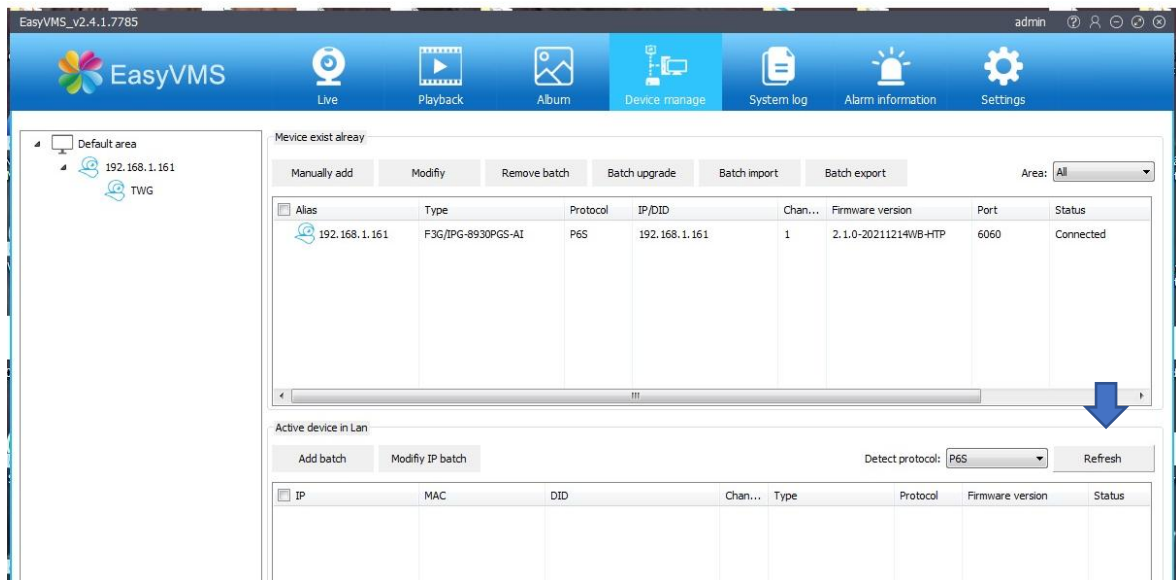 EasyVMS_v2.4.1.7785 admin
EasyVMS
Live Playback Album Device manage System log Alarm information Settings
Default area
192.168.1.161
TWG
Mevice exist alreay
Manually add Modifiy Remove batch Batch upgrade Batch import Batch export Area: All
Alias Type Protocol IP/DID Chan... Firmware version Port Status
192.168.1.161 F3G/IPG-8930PGS-AI P6S 192.168.1.161 1 2.1.0-20211214WB-HTP 6060 Connected
Active device in Lan
Add batch Modifiy IP batch Detect protocol: P6S Refresh
IP MAC DID Chan... Type Protocol Firmware version Status